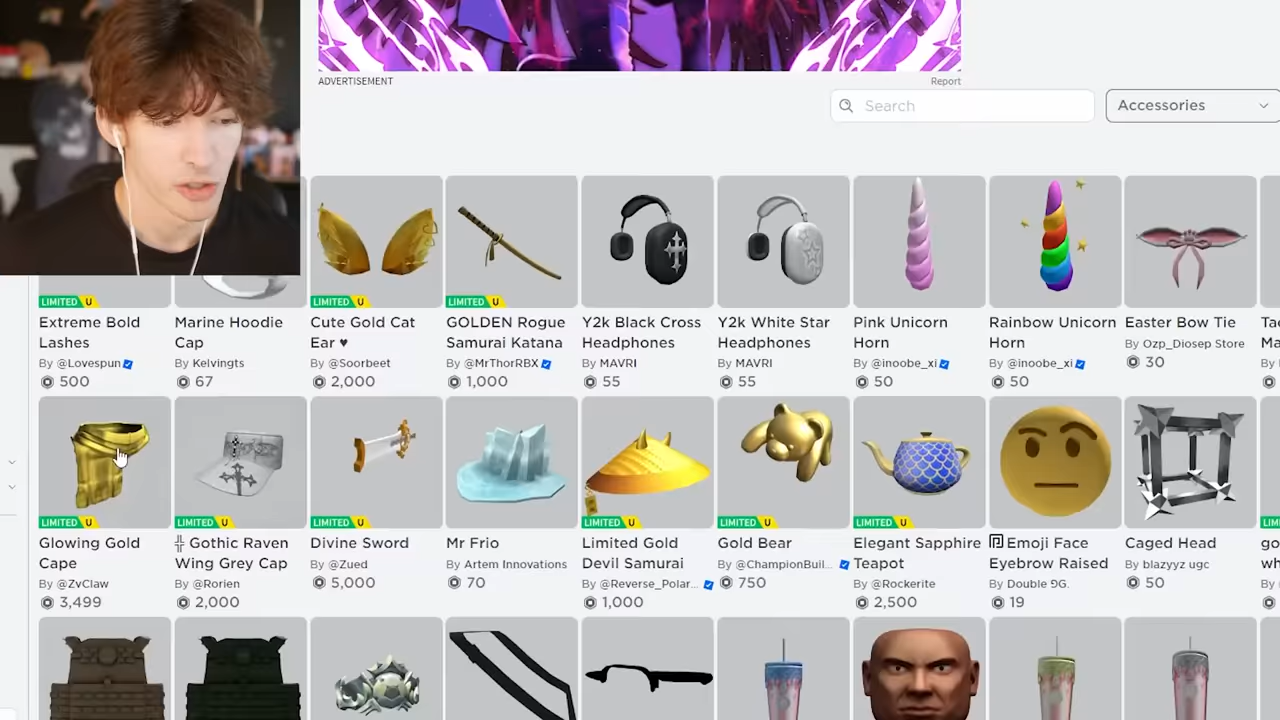 ADVERTISEMENT
Report
Search
Accessories
LIMITED U
LIMITED U
LIMITED U
Extreme Bold
Lashes
By @Lovespun
500
Marine Hoodie
Cap
By Kelvingts
67
Cute Gold Cat
Ear ♥
By @Soorbeet
2,000
GOLDEN Rogue
Samurai Katana
By @MrThorRBX
1,000
Y2k Black Cross
Headphones
By MAVRI
55
Y2k White Star
Headphones
By MAVRI
55
Pink Unicorn
Horn
By @inoobe_xi
50
Rainbow Unicorn
Horn
By @inoobe_xi
50
Easter Bow Tie
By Ozp_Diosep Store
30
LIMITED U
LIMITED U
LIMITED U
LIMITED U
LIMITED U
LIMITED U
Glowing Gold
Cape
By @ZvClaw
3,499
╬ Gothic Raven
Wing Grey Cap
By @Rorien
2,000
Divine Sword
By @Zued
5,000
Mr Frio
By Artem Innovations
70
Limited Gold
Devil Samurai
By @Reverse_Polar...
1,000
Gold Bear
By @ChampionBuil...
750
Elegant Sapphire
Teapot
By @Rockerite
2,500
Emoji Face
Eyebrow Raised
By Double ᘐG.
19
Caged Head
By blazyyz ugc
50